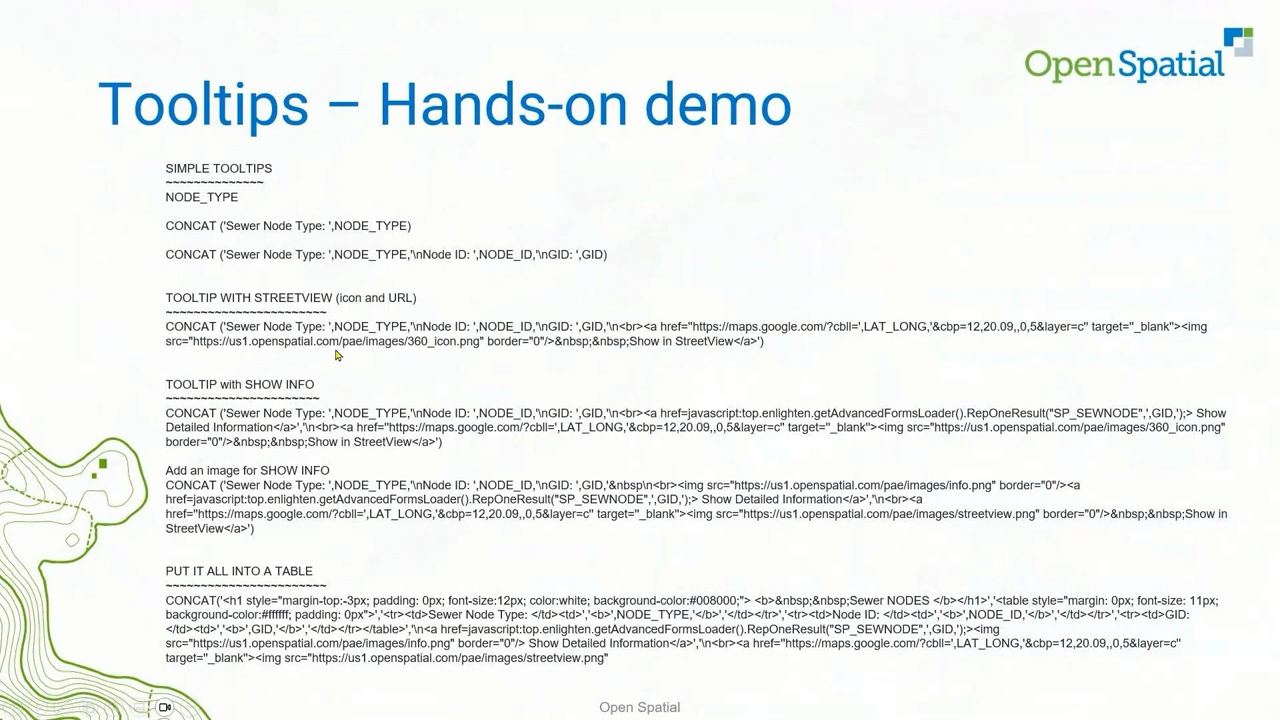 Open Spatial
Tooltips – Hands-on demo
SIMPLE TOOLTIPS
~~~~~~~~~~~~~~
NODE_TYPE
CONCAT ('Sewer Node Type: ',NODE_TYPE)
CONCAT ('Sewer Node Type: ',NODE_TYPE,'\nNode ID: ',NODE_ID,'\nGID: ',GID)
TOOLTIP WITH STREETVIEW (icon and URL)
~~~~~~~~~~~~~~~~~~~~~~~
CONCAT ('Sewer Node Type: ',NODE_TYPE,'\nNode ID: ',NODE_ID,'\nGID: ',GID,'\n<br><a href="https://maps.google.com/?cbll=',LAT_LONG,'&cbp=12,20.09,,0,5&layer=c" target="_blank"><img
src="https://us1.openspatial.com/pae/images/360_icon.png" border="0"/>&nbsp;&nbsp;Show in StreetView</a>')
TOOLTIP with SHOW INFO
~~~~~~~~~~~~~~~~~~~~~~
CONCAT ('Sewer Node Type: ',NODE_TYPE,'\nNode ID: ',NODE_ID,'\nGID: ',GID,'\n<br><a href=javascript:top.enlighten.getAdvancedFormsLoader().RepOneResult("SP_SEWNODE",',GID,');> Show
Detailed Information</a>','\n<br><a href="https://maps.google.com/?cbll=',LAT_LONG,'&cbp=12,20.09,,0,5&layer=c" target="_blank"><img src="https://us1.openspatial.com/pae/images/360_icon.png"
border="0"/>&nbsp;&nbsp;Show in StreetView</a>')
Add an image for SHOW INFO
CONCAT ('Sewer Node Type: ',NODE_TYPE,'\nNode ID: ',NODE_ID,'\nGID: ',GID,'&nbsp\n<br><img src="https://us1.openspatial.com/pae/images/info.png" border="0"/><a
href=javascript:top.enlighten.getAdvancedFormsLoader().RepOneResult("SP_SEWNODE",',GID,');> Show Detailed Information</a>','\n<br><a
href="https://maps.google.com/?cbll=',LAT_LONG,'&cbp=12,20.09,,0,5&layer=c" target="_blank"><img src="https://us1.openspatial.com/pae/images/streetview.png" border="0"/>&nbsp;&nbsp;Show in
StreetView</a>')
PUT IT ALL INTO A TABLE
~~~~~~~~~~~~~~~~~~~~~~~
CONCAT('<h1 style="margin-top:-3px; padding: 0px; font-size:12px; color:white; background-color:#008000;"> <b>&nbsp;&nbsp;Sewer NODES </b></h1>','<table style="margin: 0px; font-size: 11px;
background-color:#ffffff; padding: 0px">','<tr><td>Sewer Node Type: </td><td>','<b>',NODE_TYPE,'</b>','</td></tr>','<tr><td>Node ID: </td><td>','<b>',NODE_ID,'</b>','</td></tr>','<tr><td>GID:
</td><td>','<b>',GID,'</b>','</td></tr></table>','\n<a href=javascript:top.enlighten.getAdvancedFormsLoader().RepOneResult("SP_SEWNODE",',GID,');><img
src="https://us1.openspatial.com/pae/images/info.png" border="0"/> Show Detailed Information</a>','\n<br><a href="https://maps.google.com/?cbll=',LAT_LONG,'&cbp=12,20.09,,0,5&layer=c"
target="_blank"><img src="https://us1.openspatial.com/pae/images/streetview.png"
Open Spatial